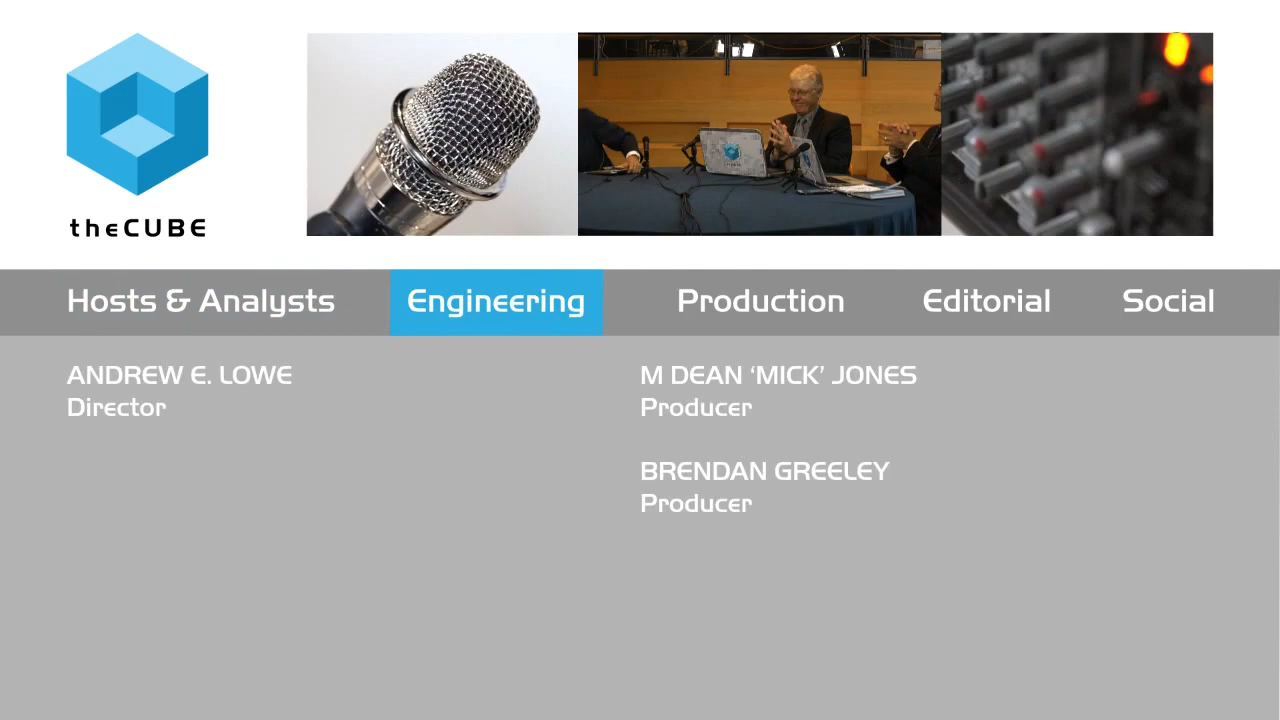 theCUBE
Hosts & Analysts
Engineering
Production
Editorial
Social
ANDREW E. LOWE
Director
M DEAN ‘MICK’ JONES
Producer
BRENDAN GREELEY
Producer